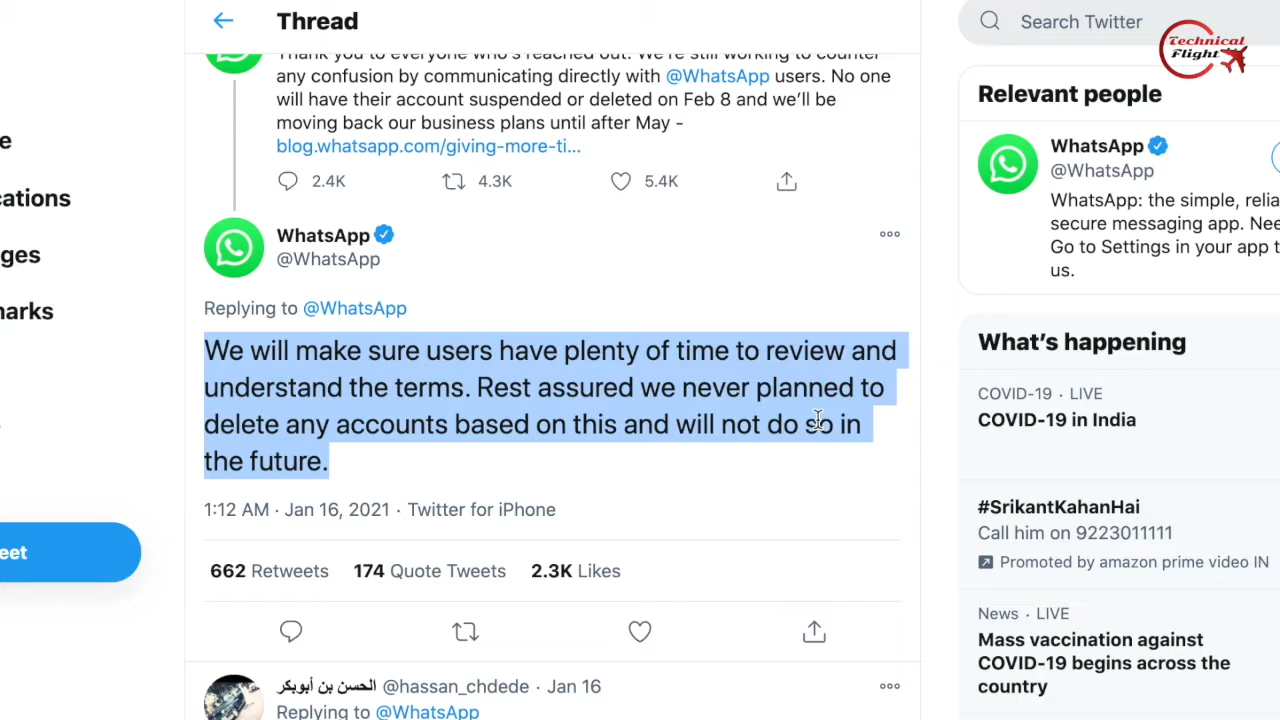 Thread
Search Twitter
Technical
Flight
Thank you to everyone who's reached out. We're still working to counter
any confusion by communicating directly with @WhatsApp users. No one
will have their account suspended or deleted on Feb 8 and we'll be
moving back our business plans until after May -
blog.whatsapp.com/giving-more-ti...
2.4K 4.3K 5.4K
WhatsApp
@WhatsApp
Replying to @WhatsApp
We will make sure users have plenty of time to review and
understand the terms. Rest assured we never planned to
delete any accounts based on this and will not do so in
the future.
1:12 AM · Jan 16, 2021 · Twitter for iPhone
662 Retweets 174 Quote Tweets 2.3K Likes
الحسن بن أبوبكر @hassan_chdede · Jan 16
Replying to @WhatsApp
Relevant people
WhatsApp
@WhatsApp
WhatsApp: the simple, relia
secure messaging app. Nee
Go to Settings in your app t
us.
What's happening
COVID-19 · LIVE
COVID-19 in India
#SrikantKahanHai
Call him on 9223011111
Promoted by amazon prime video IN
News · LIVE
Mass vaccination against
COVID-19 begins across the
country
e
cations
ges
narks
eet